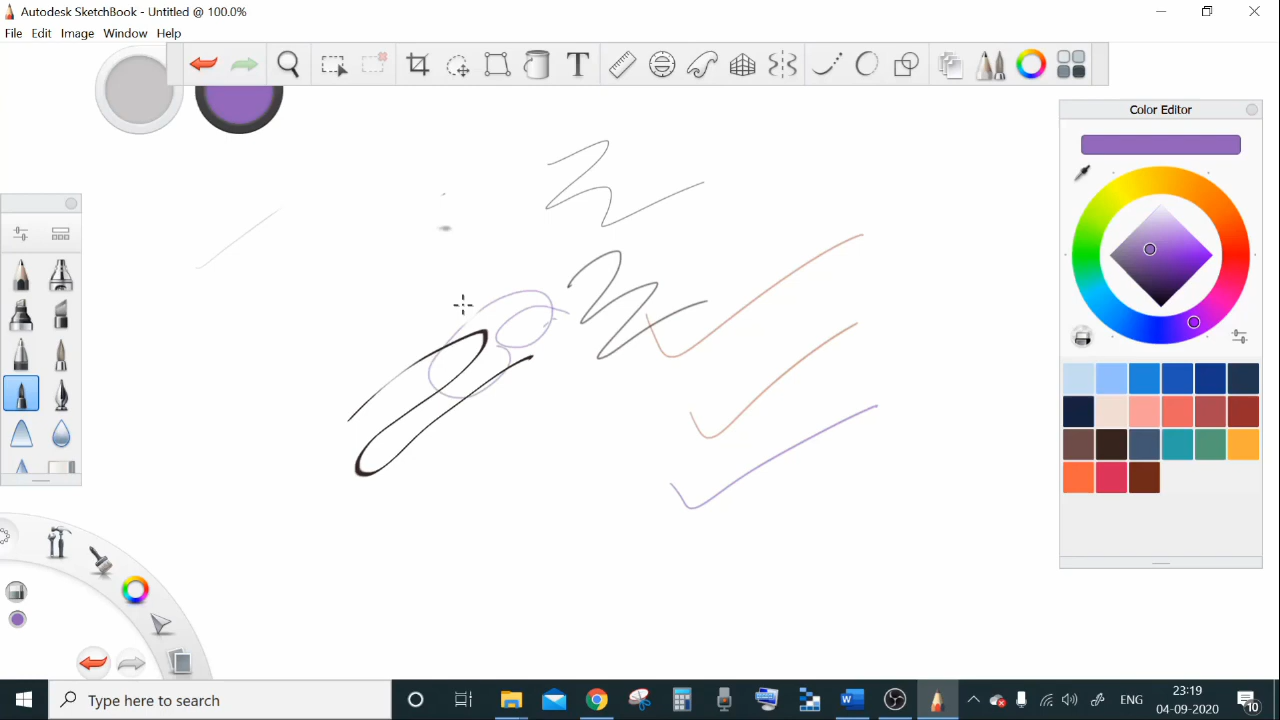 Autodesk SketchBook - Untitled @ 100.0%
File Edit Image Window Help
T
Color Editor
Type here to search
W
ENG
23:19
04-09-2020
10